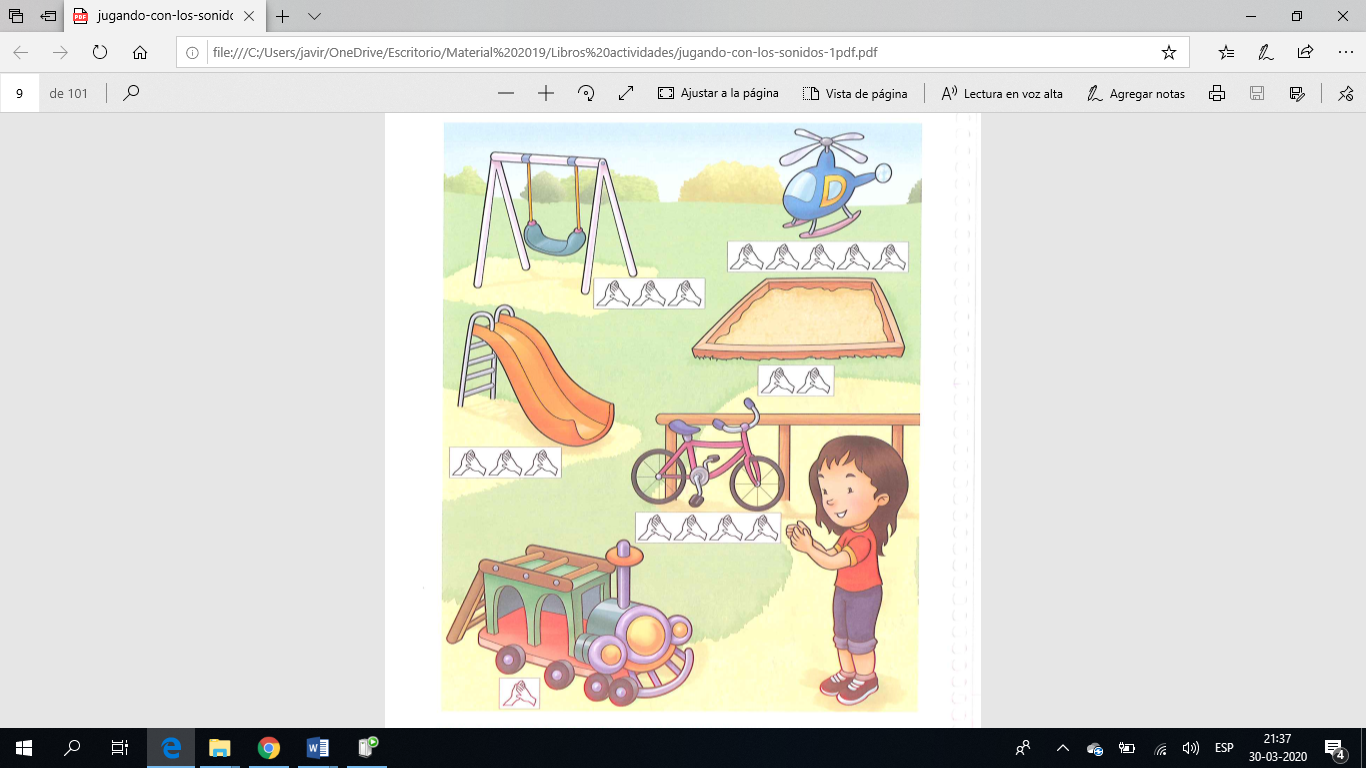 jugando-con-los-sonido
file:///C:/Users/javir/OneDrive/Escritorio/Material%202019/Libros%20actividades/jugando-con-los-sonidos-1pdf.pdf
9 de 101 Ajustar a la página Vista de página Lectura en voz alta Agregar notas
D
ESP
21:37
30-03-2020
4